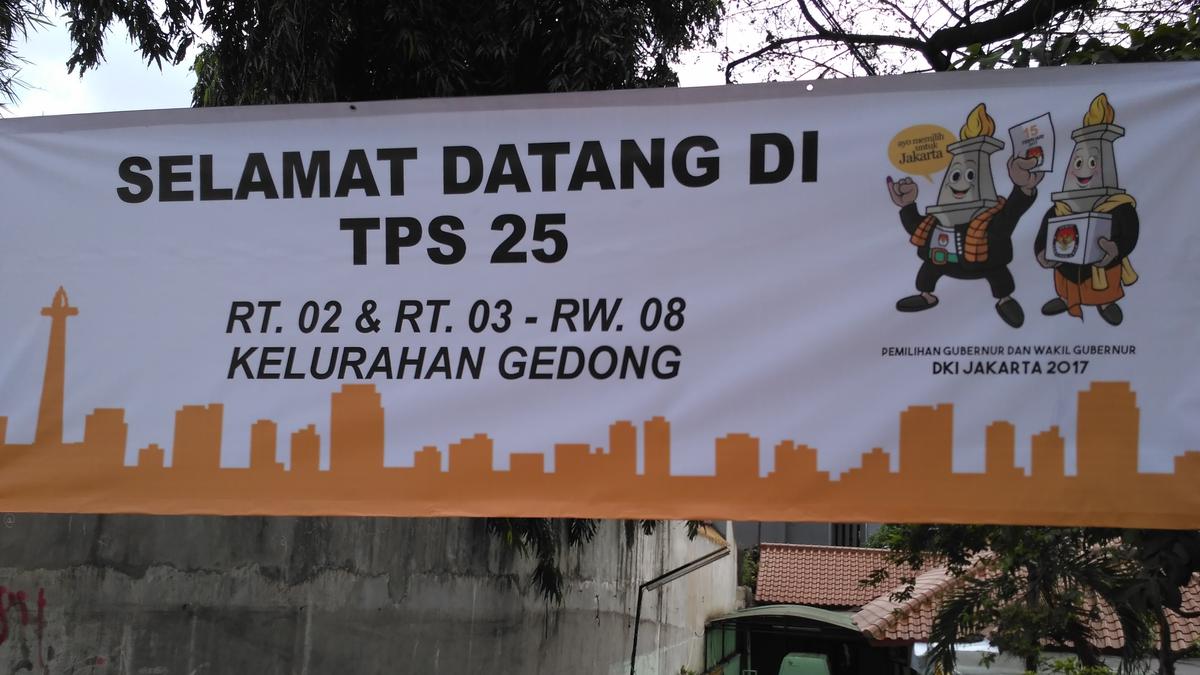 SELAMAT DATANG DI
TPS 25
RT. 02 & RT. 03 - RW. 08
KELURAHAN GEDONG
ayo memilih
untuk
Jakarta
15
PEMILIHAN GUBERNUR DAN WAKIL GUBERNUR
DKI JAKARTA 2017